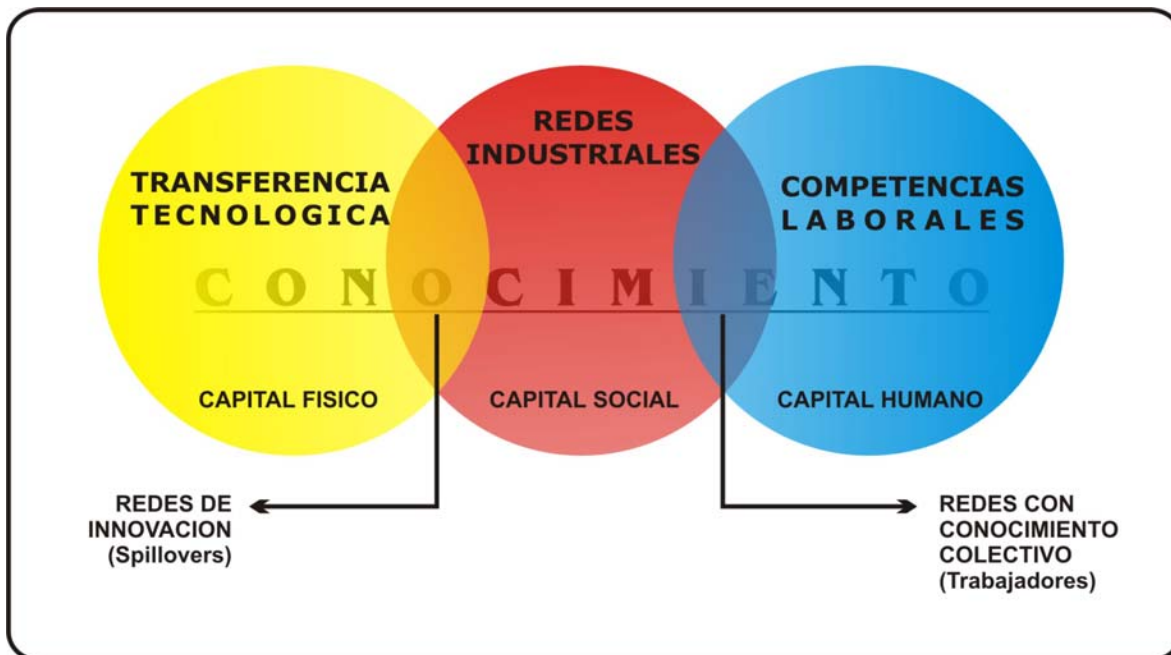 REDES
INDUSTRIALES
TRANSFERENCIA
TECNOLOGICA
COMPETENCIAS
LABORALES
CONOCIMIENTO
CAPITAL FISICO
CAPITAL SOCIAL
CAPITAL HUMANO
REDES DE
INNOVACION
(Spillovers)
REDES CON
CONOCIMIENTO
COLECTIVO
(Trabajadores)